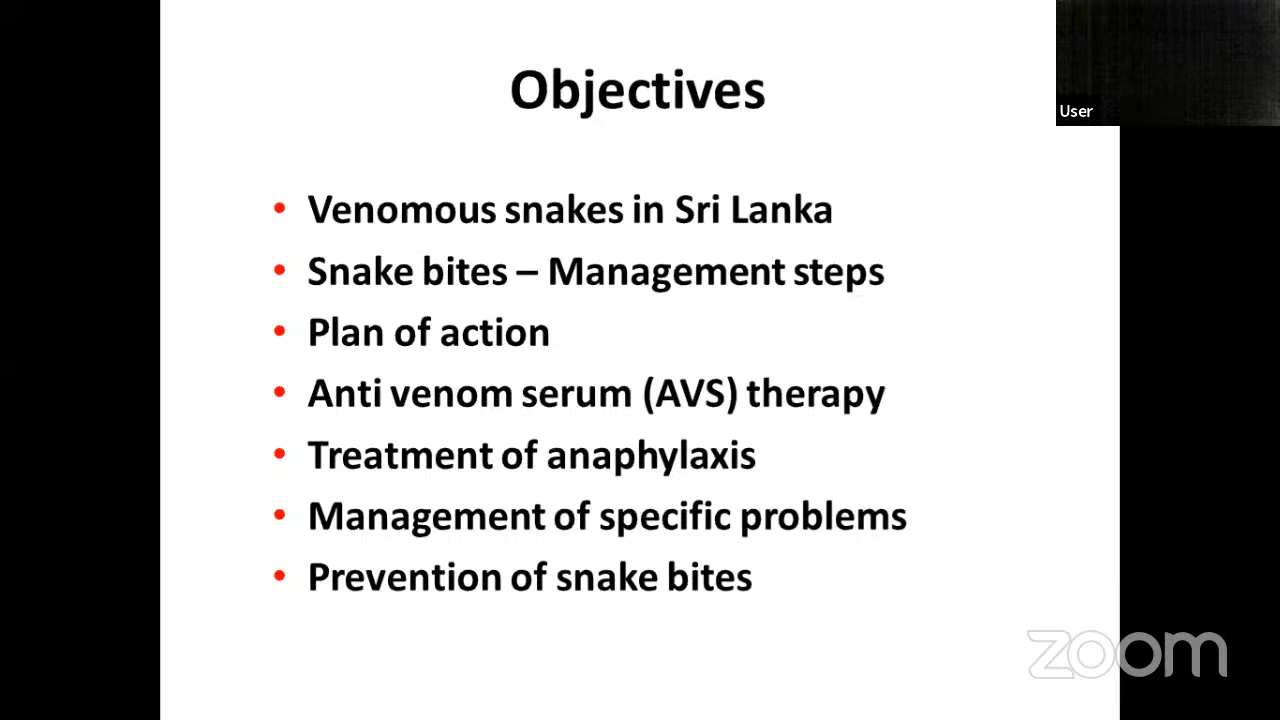 Objectives
User
• Venomous snakes in Sri Lanka
• Snake bites – Management steps
• Plan of action
• Anti venom serum (AVS) therapy
• Treatment of anaphylaxis
• Management of specific problems
• Prevention of snake bites
zoom